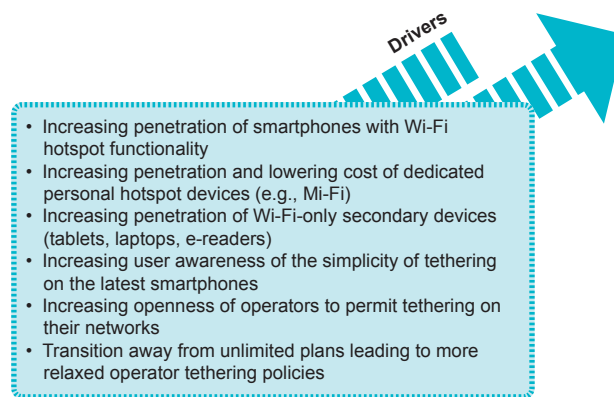 Drivers
• Increasing penetration of smartphones with Wi-Fi
hotspot functionality
• Increasing penetration and lowering cost of dedicated
personal hotspot devices (e.g., Mi-Fi)
• Increasing penetration of Wi-Fi-only secondary devices
(tablets, laptops, e-readers)
• Increasing user awareness of the simplicity of tethering
on the latest smartphones
• Increasing openness of operators to permit tethering on
their networks
• Transition away from unlimited plans leading to more
relaxed operator tethering policies